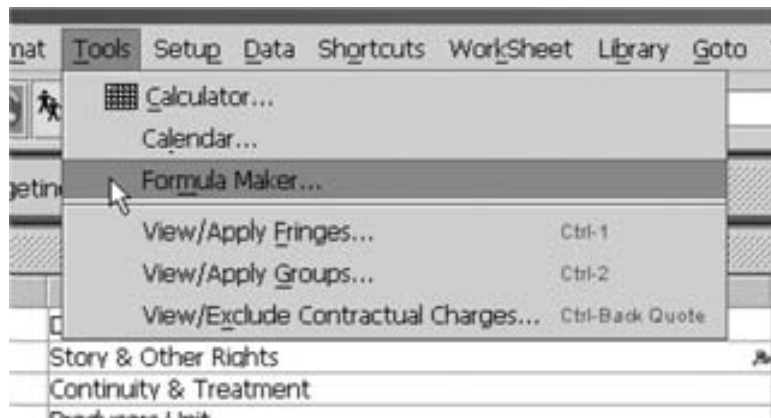 Tools Setup Data Shortcuts WorkSheet Library Goto
Calculator...
Calendar...
Formula Maker...
View/Apply Fringes... Ctrl-1
View/Apply Groups... Ctrl-2
View/Exclude Contractual Charges... Ctrl-Back Quote
Story & Other Rights
Continuity & Treatment